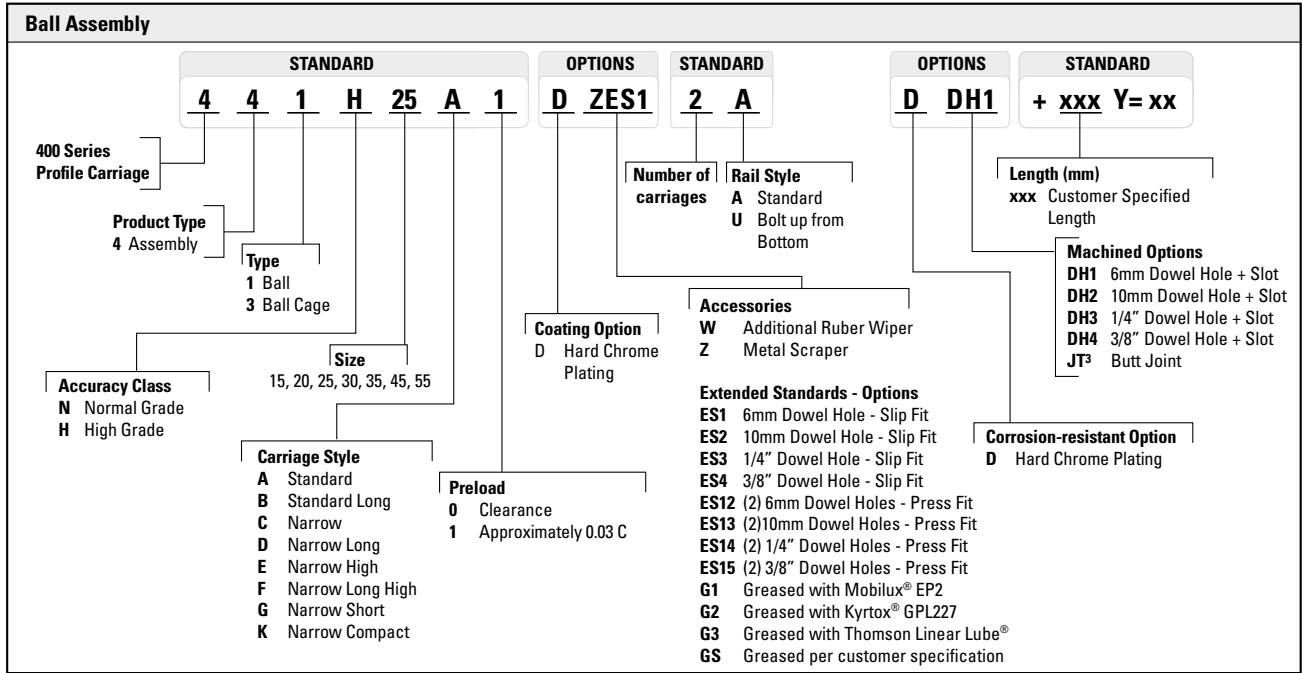 Ball Assembly
STANDARD OPTIONS STANDARD OPTIONS STANDARD
4 4 1 H 25 A 1 D ZES1 2 A D DH1 + xxx Y= xx
400 Series
Profile Carriage
Product Type
4 Assembly
Type
1 Ball
3 Ball Cage
Accuracy Class
N Normal Grade
H High Grade
Size
15, 20, 25, 30, 35, 45, 55
Carriage Style
A Standard
B Standard Long
C Narrow
D Narrow Long
E Narrow High
F Narrow Long High
G Narrow Short
K Narrow Compact
Preload
0 Clearance
1 Approximately 0.03 C
Coating Option
D Hard Chrome
Plating
Number of
carriages
Rail Style
A Standard
U Bolt up from
Bottom
Accessories
W Additional Ruber Wiper
Z Metal Scraper
Extended Standards - Options
ES1 6mm Dowel Hole - Slip Fit
ES2 10mm Dowel Hole - Slip Fit
ES3 1/4” Dowel Hole - Slip Fit
ES4 3/8” Dowel Hole - Slip Fit
ES12 (2) 6mm Dowel Holes - Press Fit
ES13 (2)10mm Dowel Holes - Press Fit
ES14 (2) 1/4” Dowel Holes - Press Fit
ES15 (2) 3/8” Dowel Holes - Press Fit
G1 Greased with Mobilux® EP2
G2 Greased with Kyrtox® GPL227
G3 Greased with Thomson Linear Lube®
GS Greased per customer specification
Length (mm)
xxx Customer Specified
Length
Machined Options
DH1 6mm Dowel Hole + Slot
DH2 10mm Dowel Hole + Slot
DH3 1/4” Dowel Hole + Slot
DH4 3/8” Dowel Hole + Slot
JT³ Butt Joint
Corrosion-resistant Option
D Hard Chrome Plating